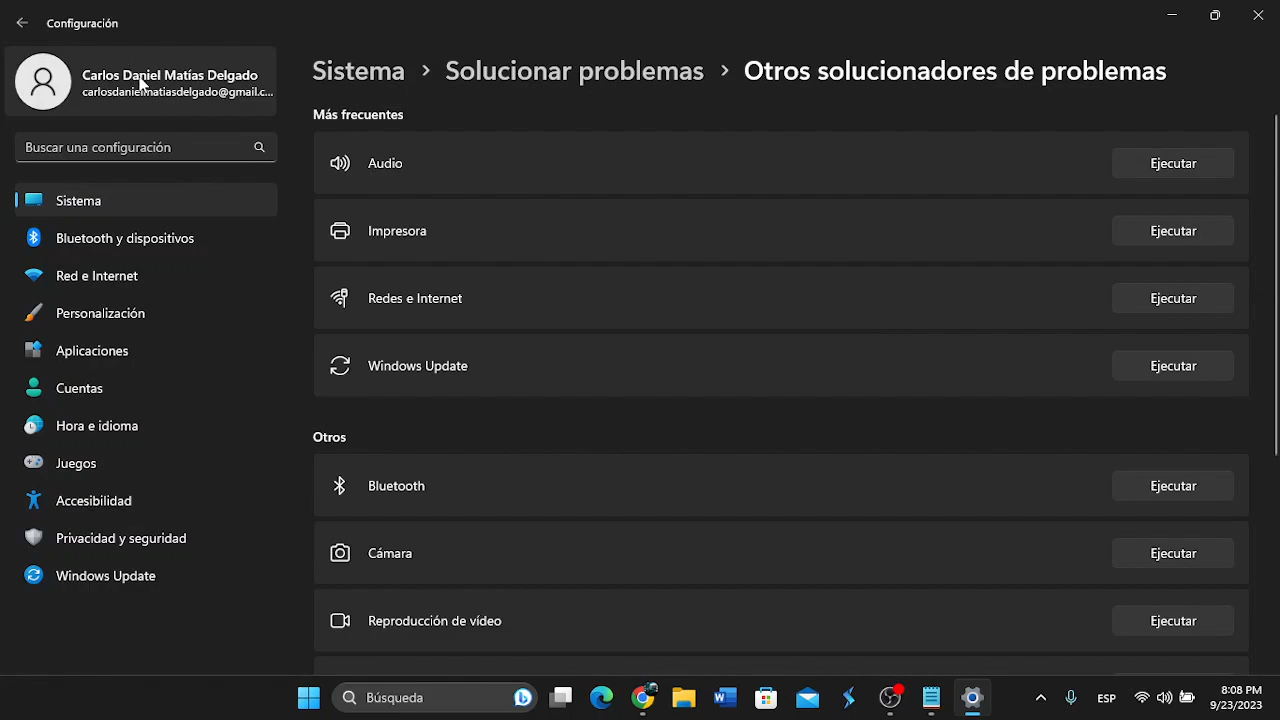 Configuración
Carlos Daniel Matías Delgado
carlosdanielmatiasdelgado@gmail.c...
Buscar una configuración
Sistema
Bluetooth y dispositivos
Red e Internet
Personalización
Aplicaciones
Cuentas
Hora e idioma
Juegos
Accesibilidad
Privacidad y seguridad
Windows Update
Sistema > Solucionar problemas > Otros solucionadores de problemas
Más frecuentes
Audio Ejecutar
Impresora Ejecutar
Redes e Internet Ejecutar
Windows Update Ejecutar
Otros
Bluetooth Ejecutar
Cámara Ejecutar
Reproducción de vídeo Ejecutar
Búsqueda
ESP
8:08 PM
9/23/2023